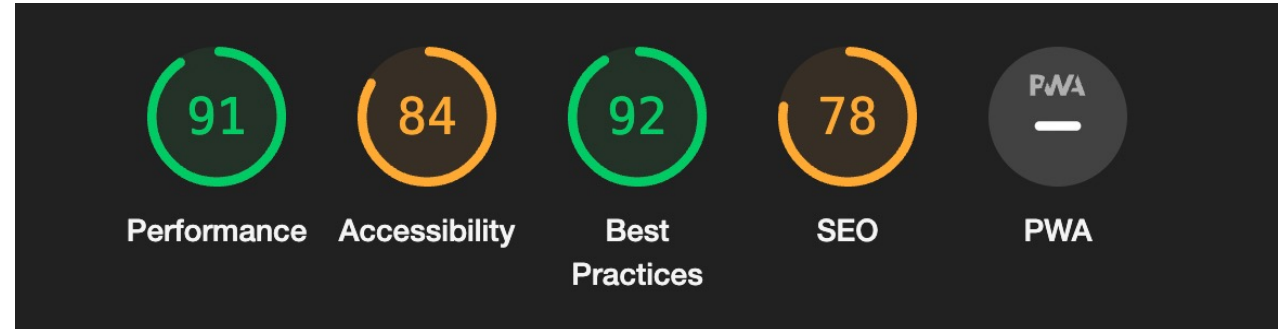 91
84
92
78
PWA
Performance
Accessibility
Best
Practices
SEO
PWA